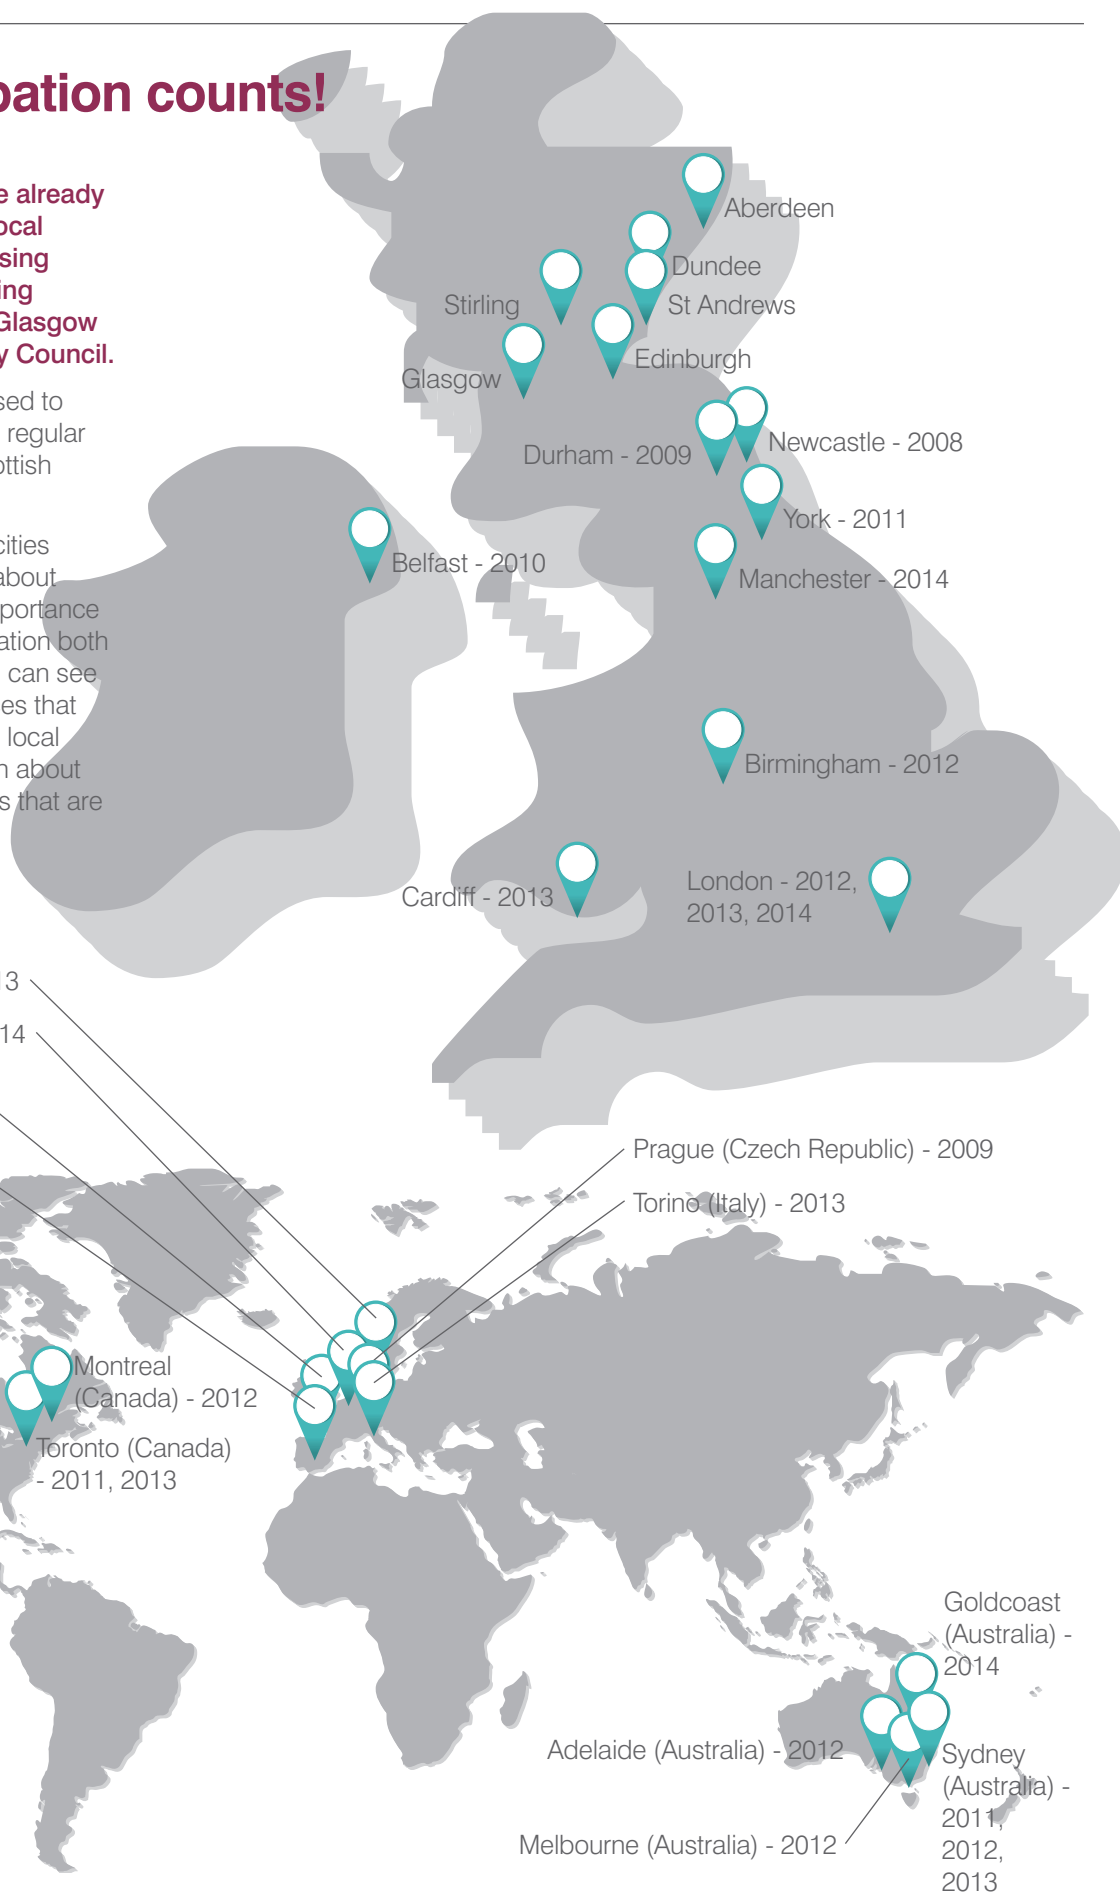 pation counts!
e already
ocal
sing
ing
Glasgow
y Council.
sed to
regular
ottish
cities
about
portance
ation both
can see
es that
local
n about
s that are
Aberdeen
Dundee
Stirling
St Andrews
Edinburgh
Glasgow
Newcastle - 2008
Durham - 2009
York - 2011
Belfast - 2010
Manchester - 2014
Birmingham - 2012
Cardiff - 2013
London - 2012,
2013, 2014
13
14
Prague (Czech Republic) - 2009
Torino (Italy) - 2013
Montreal
(Canada) - 2012
Toronto (Canada)
- 2011, 2013
Goldcoast
(Australia) -
2014
Adelaide (Australia) - 2012
Sydney
(Australia) -
2011,
2012,
2013
Melbourne (Australia) - 2012